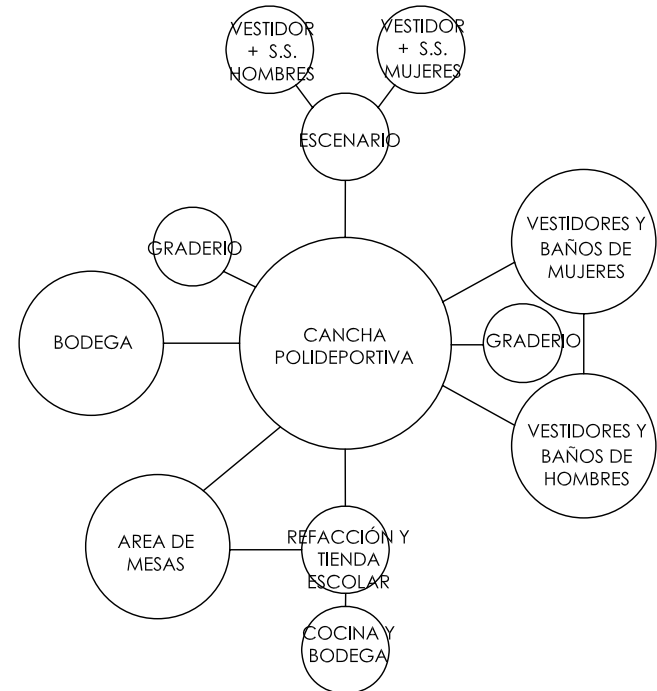 VESTIDOR
+ S.S.
HOMBRES
VESTIDOR
+ S.S.
MUJERES
ESCENARIO
GRADERIO
VESTIDORES Y
BAÑOS DE
MUJERES
BODEGA
CANCHA
POLIDEPORTIVA
GRADERIO
VESTIDORES Y
BAÑOS DE
HOMBRES
AREA DE
MESAS
REFACCIÓN Y
TIENDA
ESCOLAR
COCINA Y
BODEGA